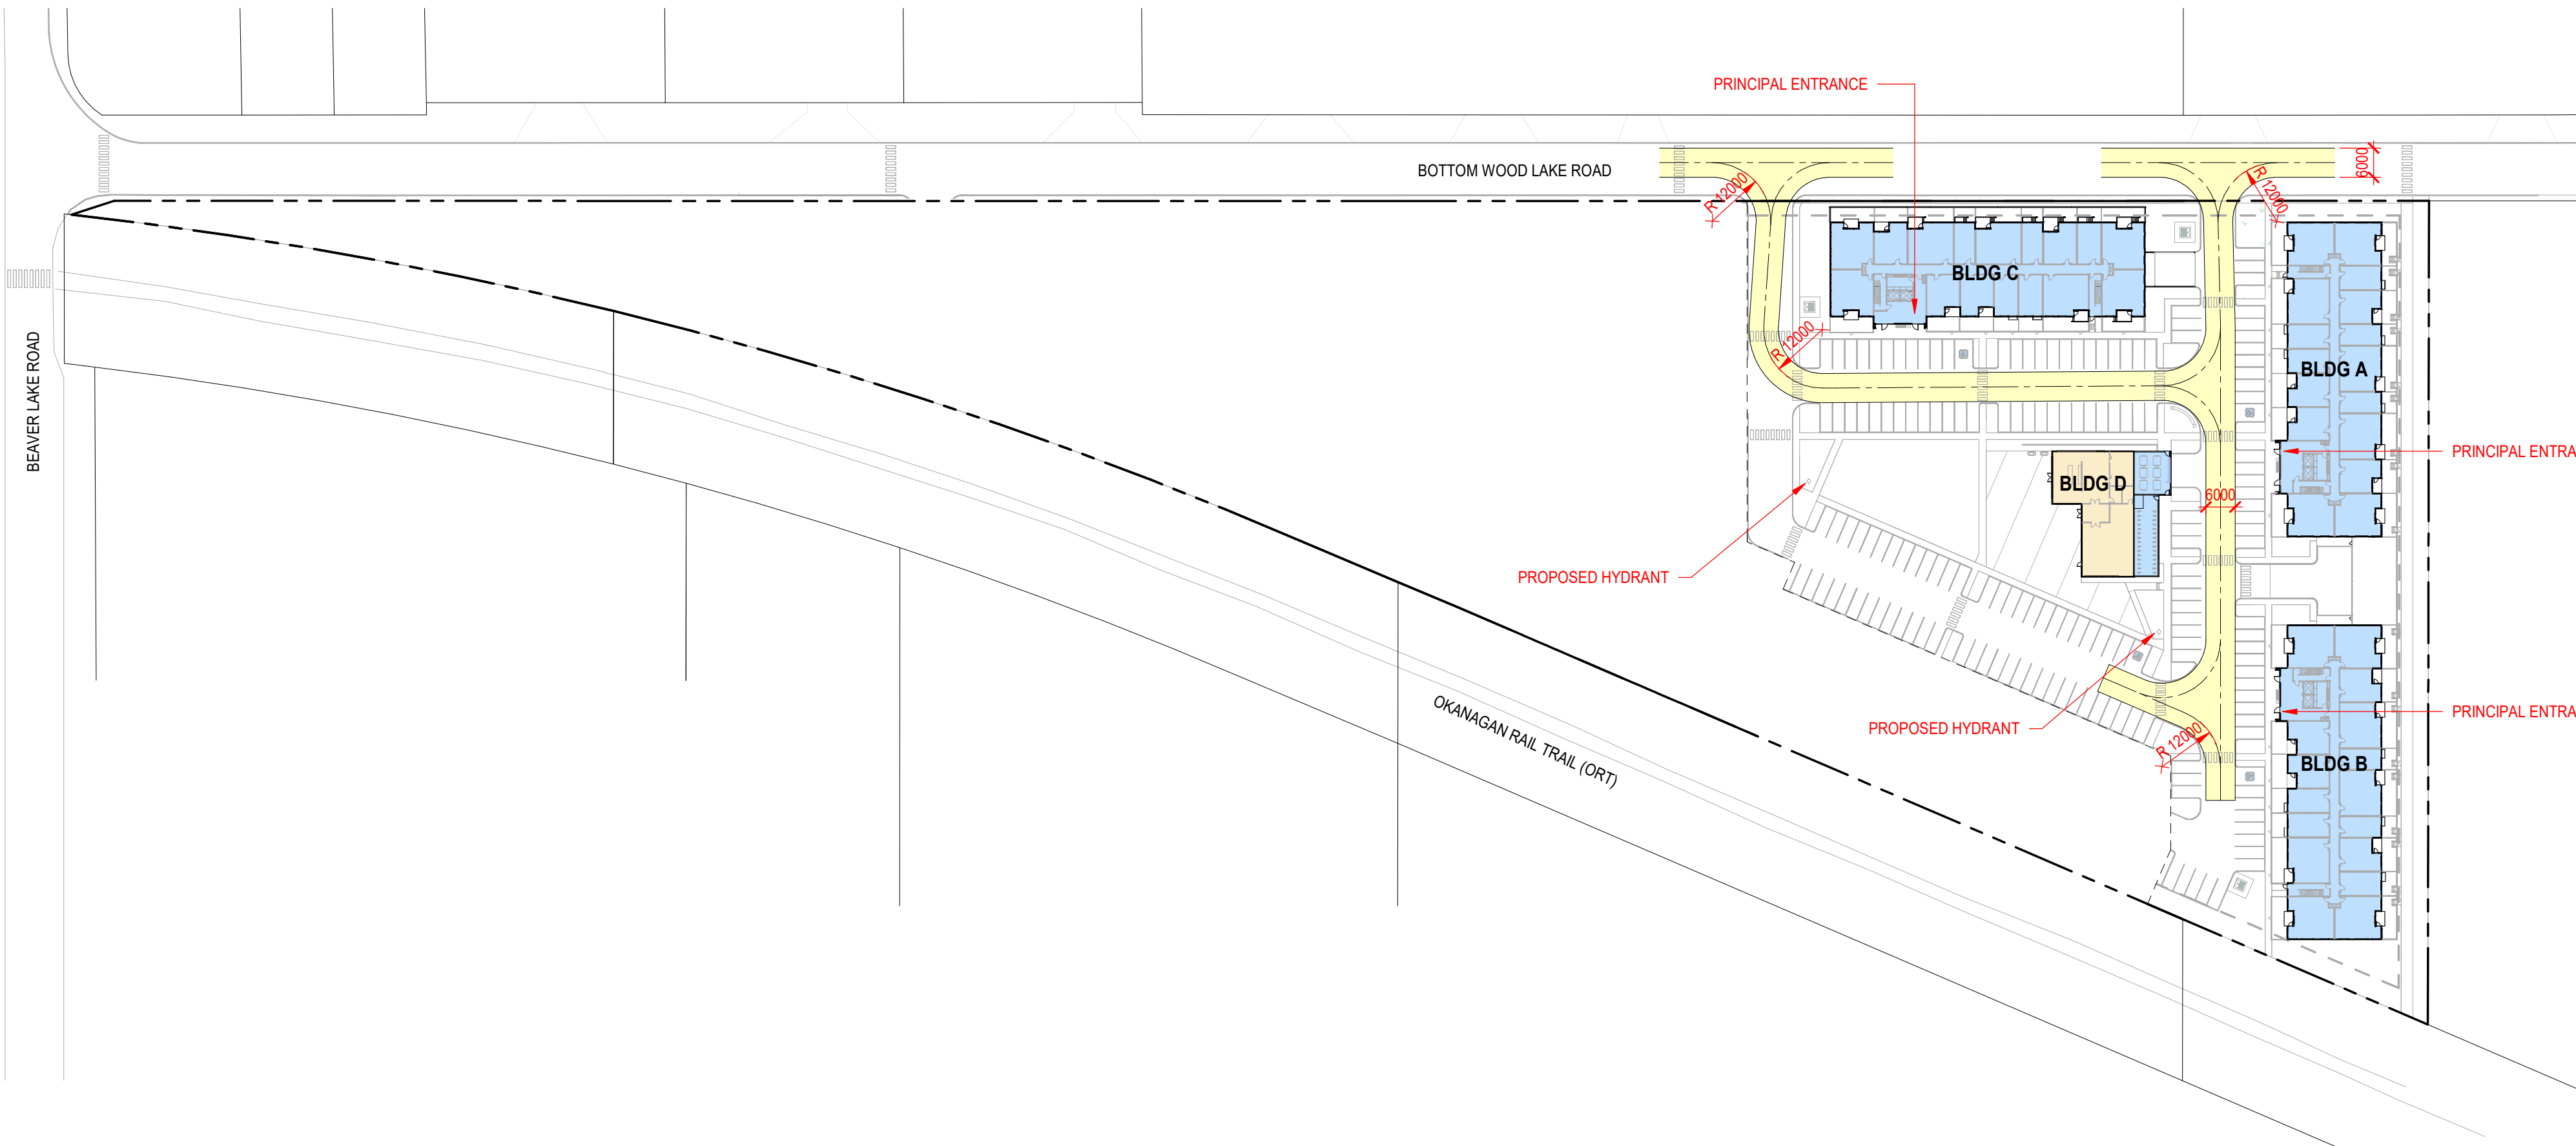 PRINCIPAL ENTRANCE
BOTTOM WOOD LAKE ROAD
R 12000
R 12000
6000
BLDG C
R 12000
BLDG A
BEAVER LAKE ROAD
PRINCIPAL ENTRA
BLDG D
6000
PROPOSED HYDRANT
OKANAGAN RAIL TRAIL (ORT)
PROPOSED HYDRANT
PRINCIPAL ENTRA
R 12000
BLDG B